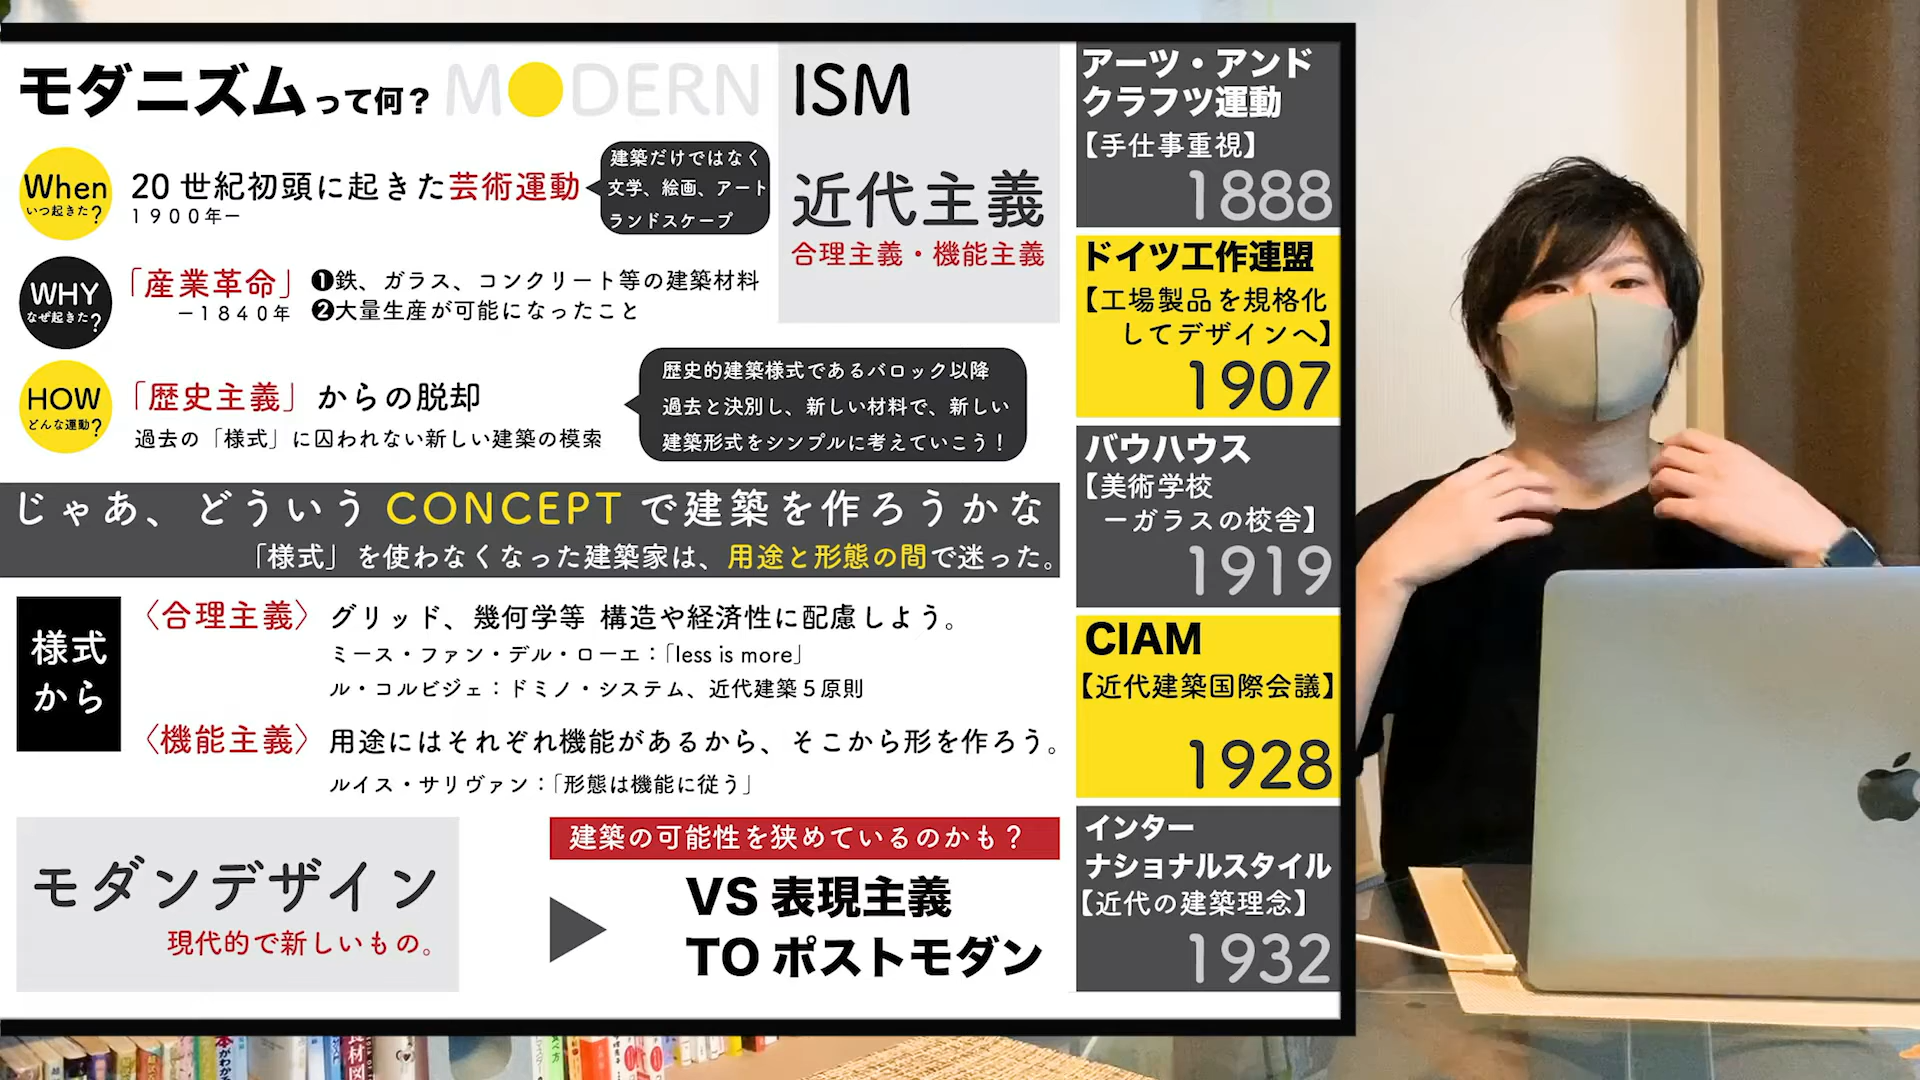 モダニズムって何？
MODERN
ISM
近代主義
合理主義・機能主義
When
いつ起きた？
20世紀初頭に起きた芸術運動
1900年ー
建築だけではなく
文学、絵画、アート
ランドスケープ
WHY
なぜ起きた？
「産業革命」
ー1840年
❶鉄、ガラス、コンクリート等の建築材料
❷大量生産が可能になったこと
HOW
どんな運動？
「歴史主義」からの脱却
過去の「様式」に囚われない新しい建築の模索
歴史的建築様式であるバロック以降
過去と決別し、新しい材料で、新しい
建築形式をシンプルに考えていこう！
じゃあ、どういうCONCEPTで建築を作ろうかな
「様式」を使わなくなった建築家は、用途と形態の間で迷った。
様式
から
〈合理主義〉グリッド、幾何学等 構造や経済性に配慮しよう。
ミース・ファン・デル・ローエ：「less is more」
ル・コルビジェ：ドミノ・システム、近代建築５原則
〈機能主義〉用途にはそれぞれ機能があるから、そこから形を作ろう。
ルイス・サリヴァン：「形態は機能に従う」
モダンデザイン
現代的で新しいもの。
建築の可能性を狭めているのかも？
VS 表現主義
TO ポストモダン
アーツ・アンド
クラフツ運動
【手仕事重視】
1888
ドイツ工作連盟
【工場製品を規格化
してデザインへ】
1907
バウハウス
【美術学校
ーガラスの校舎】
1919
CIAM
【近代建築国際会議】
1928
インター
ナショナルスタイル
【近代の建築理念】
1932